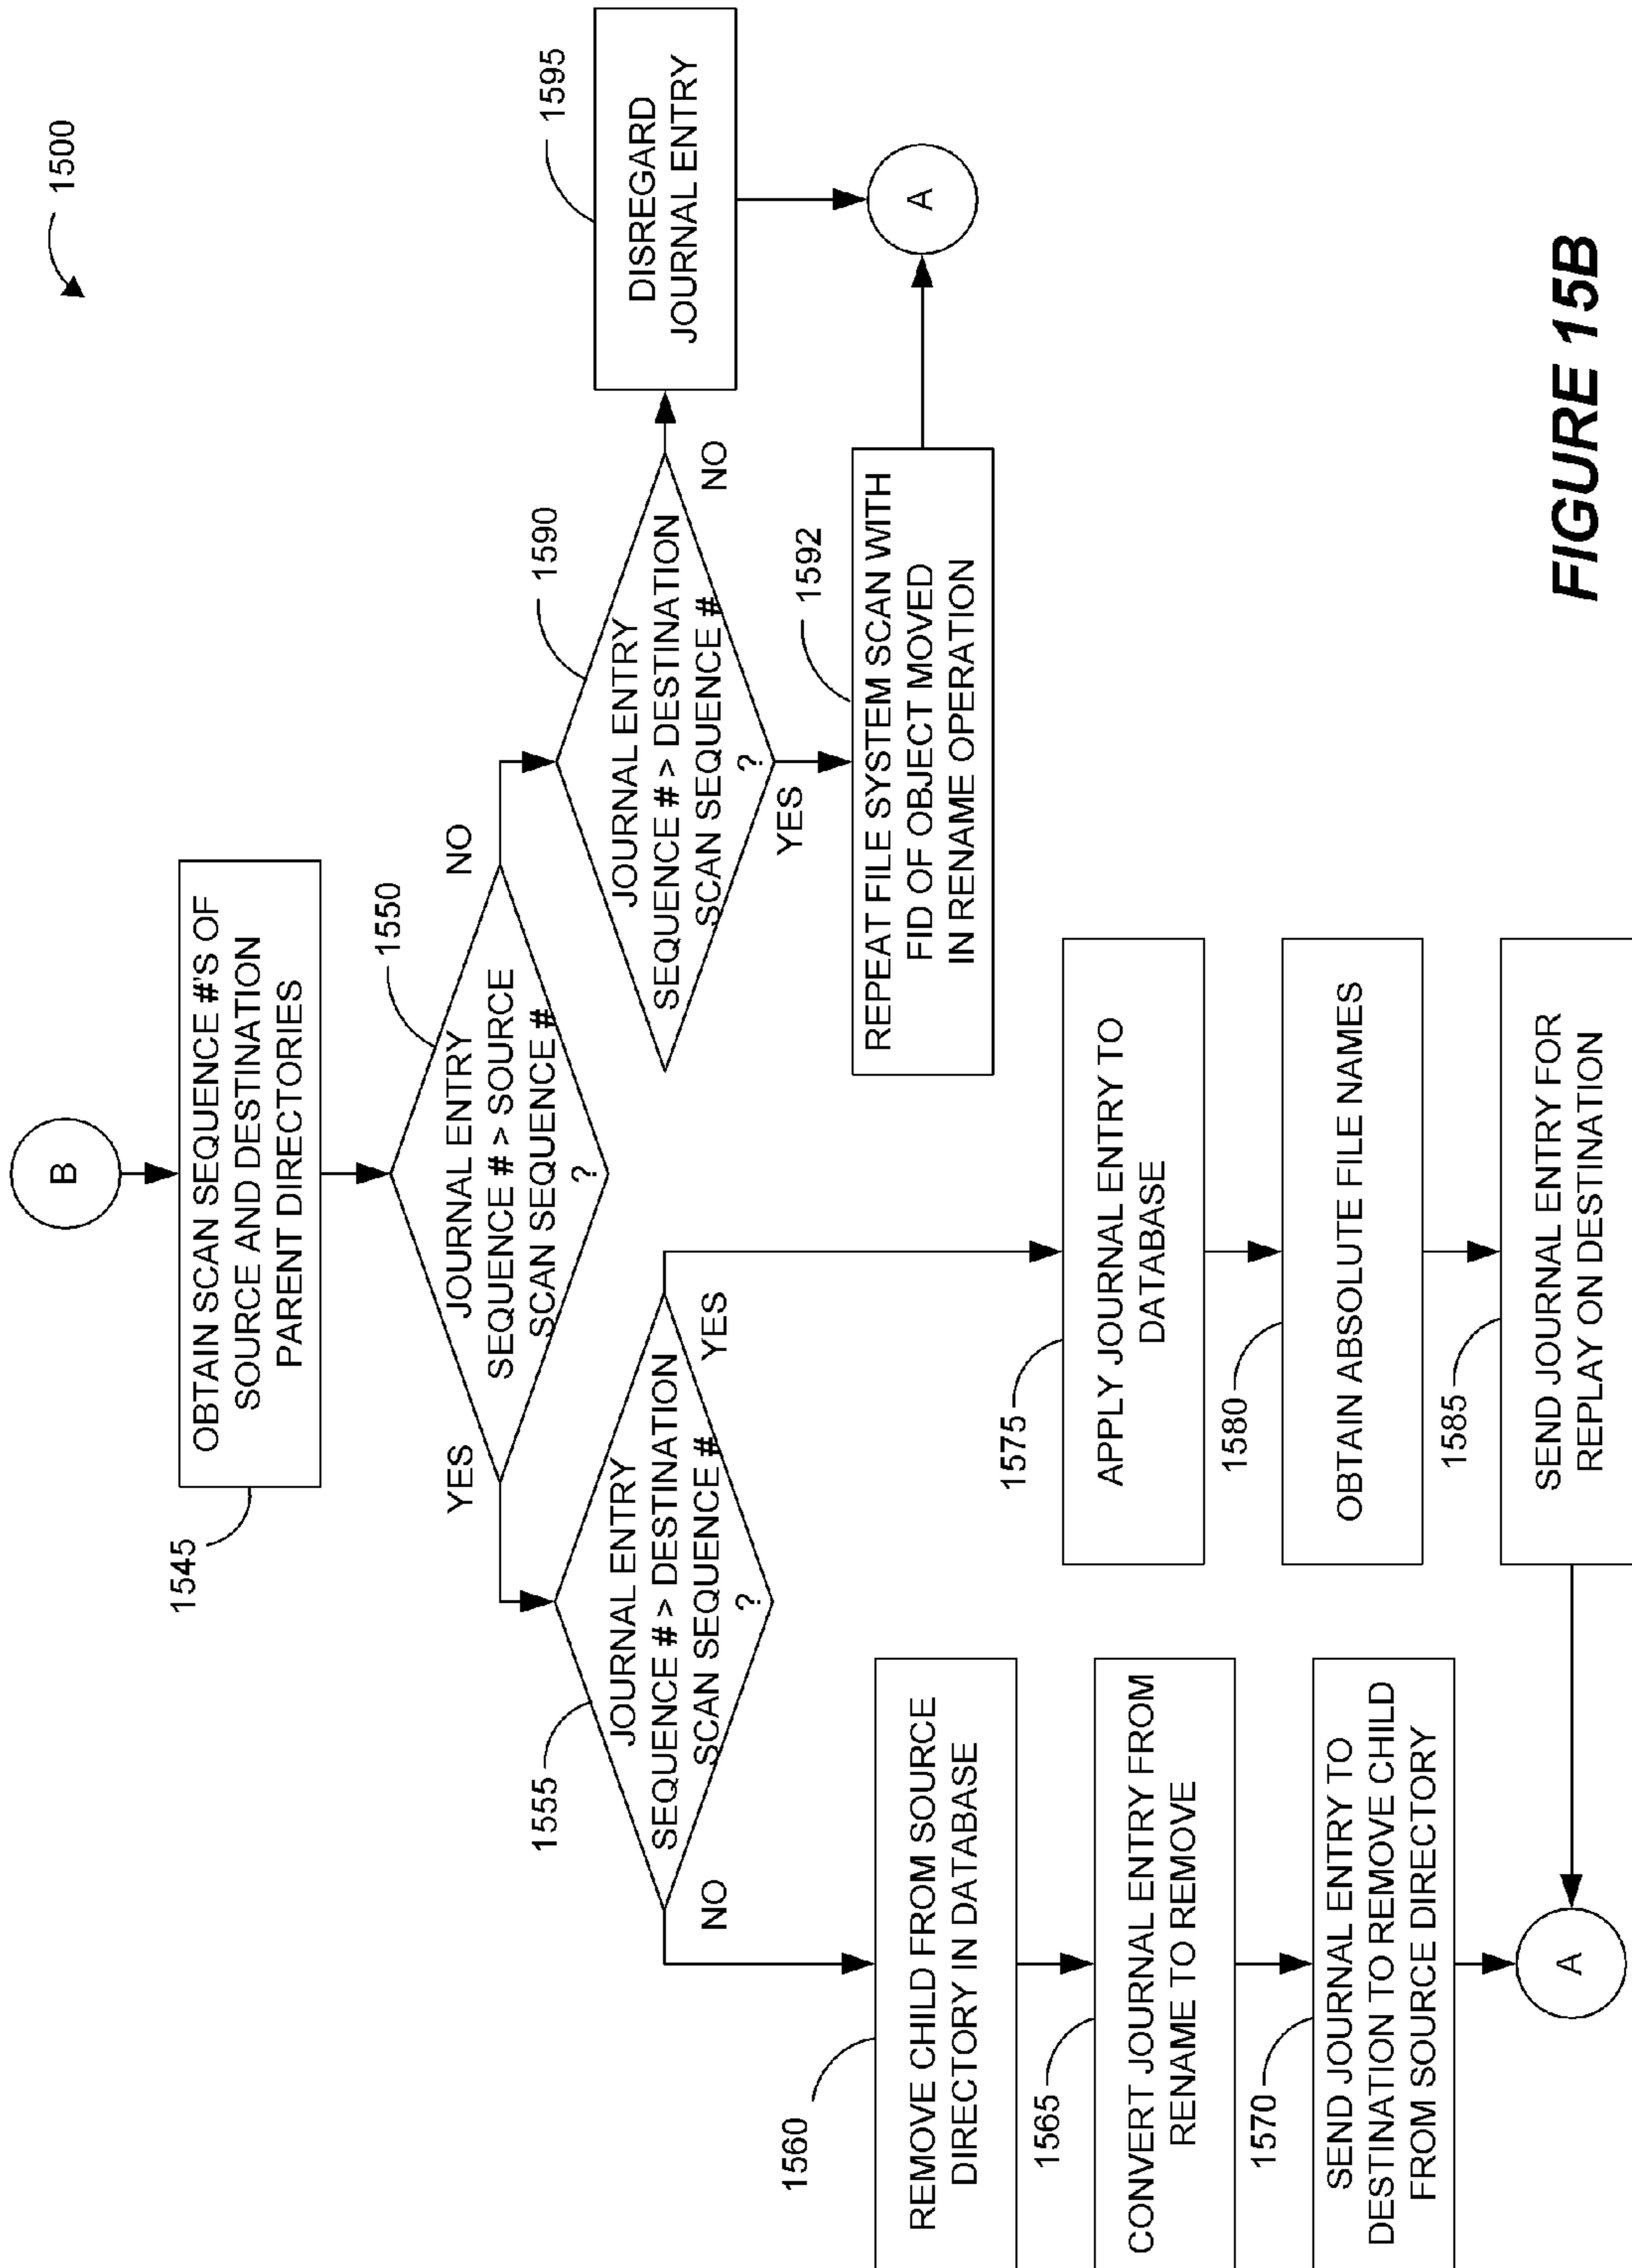 1500
B
OBTAIN SCAN SEQUENCE #'S OF
SOURCE AND DESTINATION
PARENT DIRECTORIES
1545
JOURNAL ENTRY
SEQUENCE # > SOURCE
SCAN SEQUENCE #
?
1550
YES
NO
JOURNAL ENTRY
SEQUENCE # > DESTINATION
SCAN SEQUENCE #
?
1555
NO
YES
JOURNAL ENTRY
SEQUENCE # > DESTINATION
SCAN SEQUENCE #
?
1590
NO
YES
DISREGARD
JOURNAL ENTRY
1595
REPEAT FILE SYSTEM SCAN WITH
FID OF OBJECT MOVED
IN RENAME OPERATION
1592
A
REMOVE CHILD FROM SOURCE
DIRECTORY IN DATABASE
1560
CONVERT JOURNAL ENTRY FROM
RENAME TO REMOVE
1565
SEND JOURNAL ENTRY TO
DESTINATION TO REMOVE CHILD
FROM SOURCE DIRECTORY
1570
APPLY JOURNAL ENTRY TO
DATABASE
1575
OBTAIN ABSOLUTE FILE NAMES
1580
SEND JOURNAL ENTRY FOR
REPLAY ON DESTINATION
1585
A
FIGURE 15B